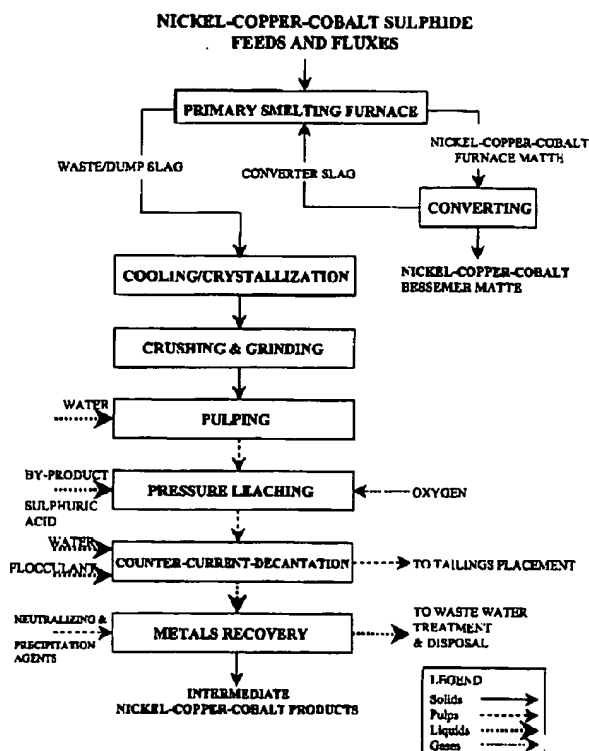 NICKEL-COPPER-COBALT SULPHIDE
FEEDS AND FLUXES
PRIMARY SMELTING FURNACE
NICKEL-COPPER-COBALT
FURNACE MATTH
WASTE/DUMP SLAG
CONVERTER SLAG
CONVERTING
COOLING/CRYSTALLIZATION
NICKEL-COPPER-COBALT
BESSEMER MATTE
CRUSHING & GRINDING
WATER
PULPING
BY-PRODUCT
SULPHURIC
ACID
PRESSURE LEACHING
OXYGEN
WATER
FLOCCULANT
COUNTER-CURRENT-DECANTATION
TO TAILINGS PLACEMENT
NEUTRALIZING &
PRECIPITATION
AGENTS
METALS RECOVERY
TO WASTE WATER
TREATMENT
& DISPOSAL
INTERMEDIATE
NICKEL-COPPER-COBALT PRODUCTS
LEGEND
Solids
Pulps
Liquids
Gases